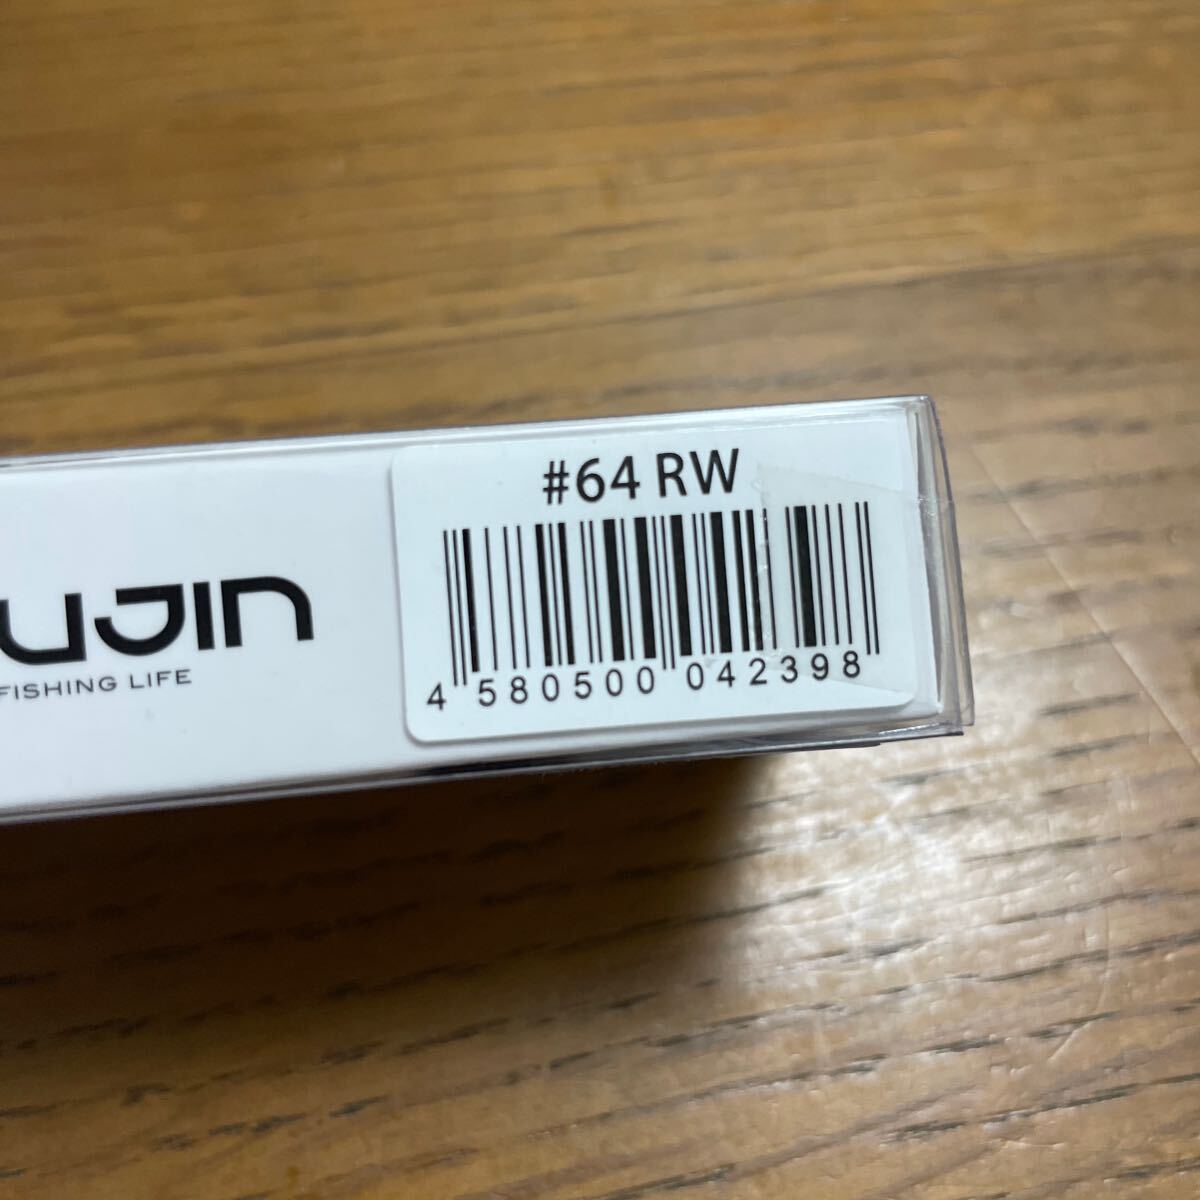 #64 RW
UJIN
FISHING LIFE
4 580500 042398